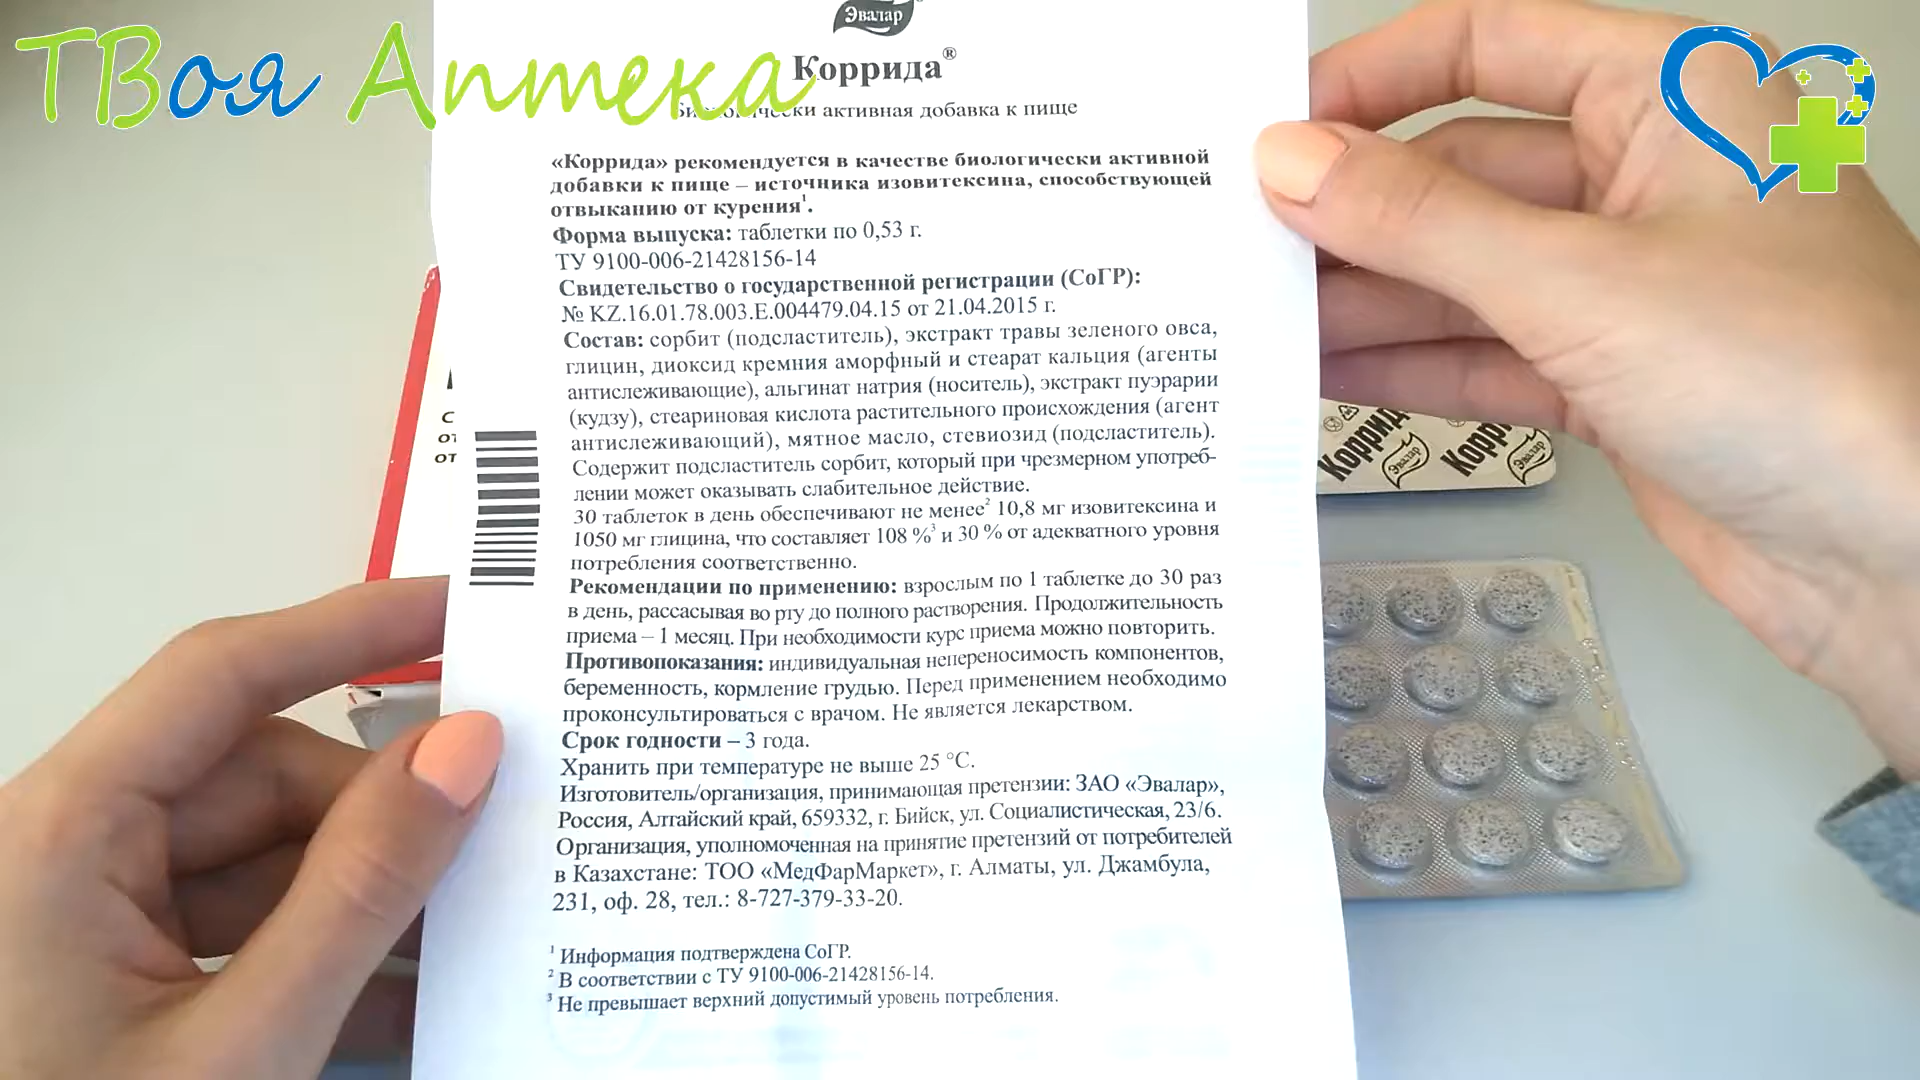 ТВоя Аптека
Эвалар
Коррида®
Биологически активная добавка к пище
«Коррида» рекомендуется в качестве биологически активной
добавки к пище – источника изовитексина, способствующей
отвыканию от курения¹.
Форма выпуска: таблетки по 0,53 г.
ТУ 9100-006-21428156-14
Свидетельство о государственной регистрации (СоГР):
№ KZ.16.01.78.003.Е.004479.04.15 от 21.04.2015 г.
Состав: сорбит (подсластитель), экстракт травы зеленого овса,
глицин, диоксид кремния аморфный и стеарат кальция (агенты
антислеживающие), альгинат натрия (носитель), экстракт пуэрарии
(кудзу), стеариновая кислота растительного происхождения (агент
антислеживающий), мятное масло, стевиозид (подсластитель).
Содержит подсластитель сорбит, который при чрезмерном употреб-
лении может оказывать слабительное действие.
30 таблеток в день обеспечивают не менее² 10,8 мг изовитексина и
1050 мг глицина, что составляет 108 %³ и 30 % от адекватного уровня
потребления соответственно.
Рекомендации по применению: взрослым по 1 таблетке до 30 раз
в день, рассасывая во рту до полного растворения. Продолжительность
приема – 1 месяц. При необходимости курс приема можно повторить.
Противопоказания: индивидуальная непереносимость компонентов,
беременность, кормление грудью. Перед применением необходимо
проконсультироваться с врачом. Не является лекарством.
Срок годности – 3 года.
Хранить при температуре не выше 25 °С.
Изготовитель/организация, принимающая претензии: ЗАО «Эвалар»,
Россия, Алтайский край, 659332, г. Бийск, ул. Социалистическая, 23/6.
Организация, уполномоченная на принятие претензий от потребителей
в Казахстане: ТОО «МедФарМаркет», г. Алматы, ул. Джамбула,
231, оф. 28, тел.: 8-727-379-33-20.
¹ Информация подтверждена СоГР.
² В соответствии с ТУ 9100-006-21428156-14.
³ Не превышает верхний допустимый уровень потребления.
Коррид
Эвалар
Корри
Эвалар
С
от
от